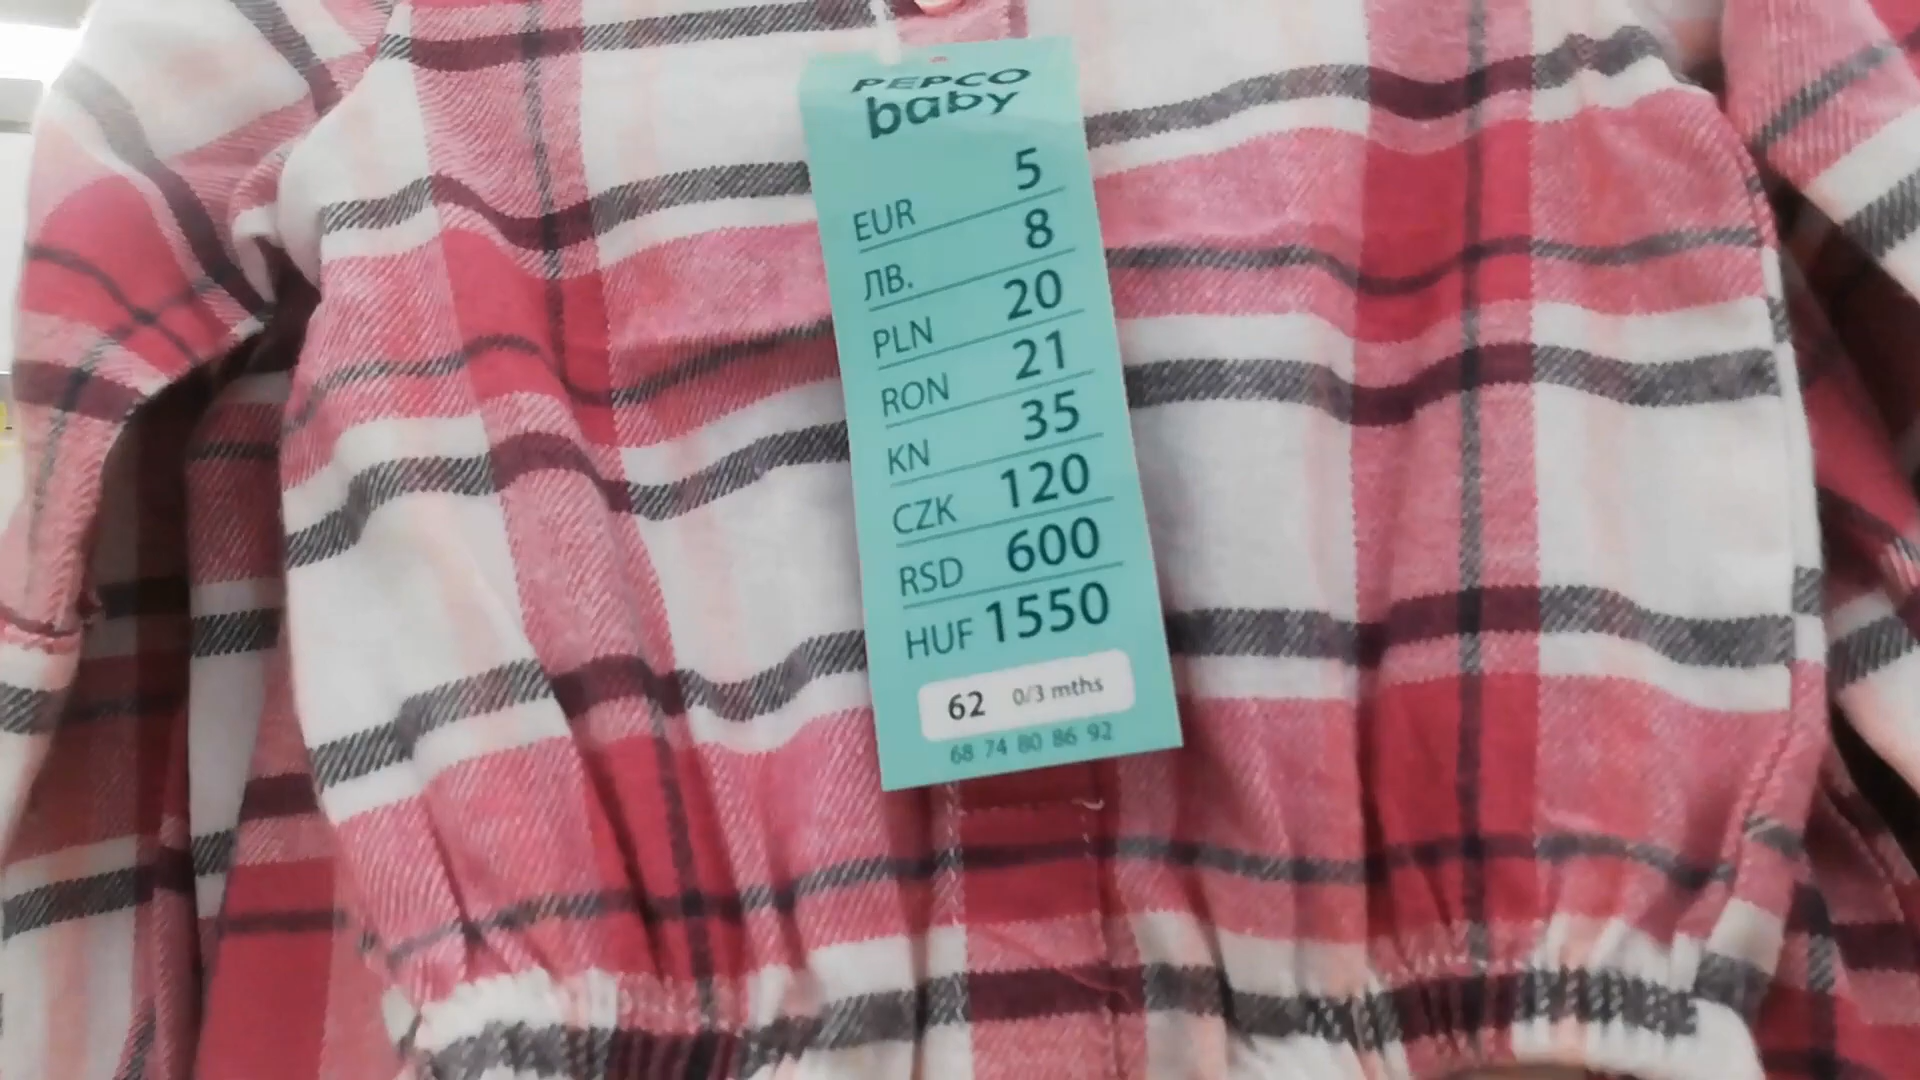 PEPCO
baby
EUR 5
ЛВ. 8
PLN 20
RON 21
KN 35
CZK 120
RSD 600
HUF 1550
62 0/3 mths
68 74 80 86 92